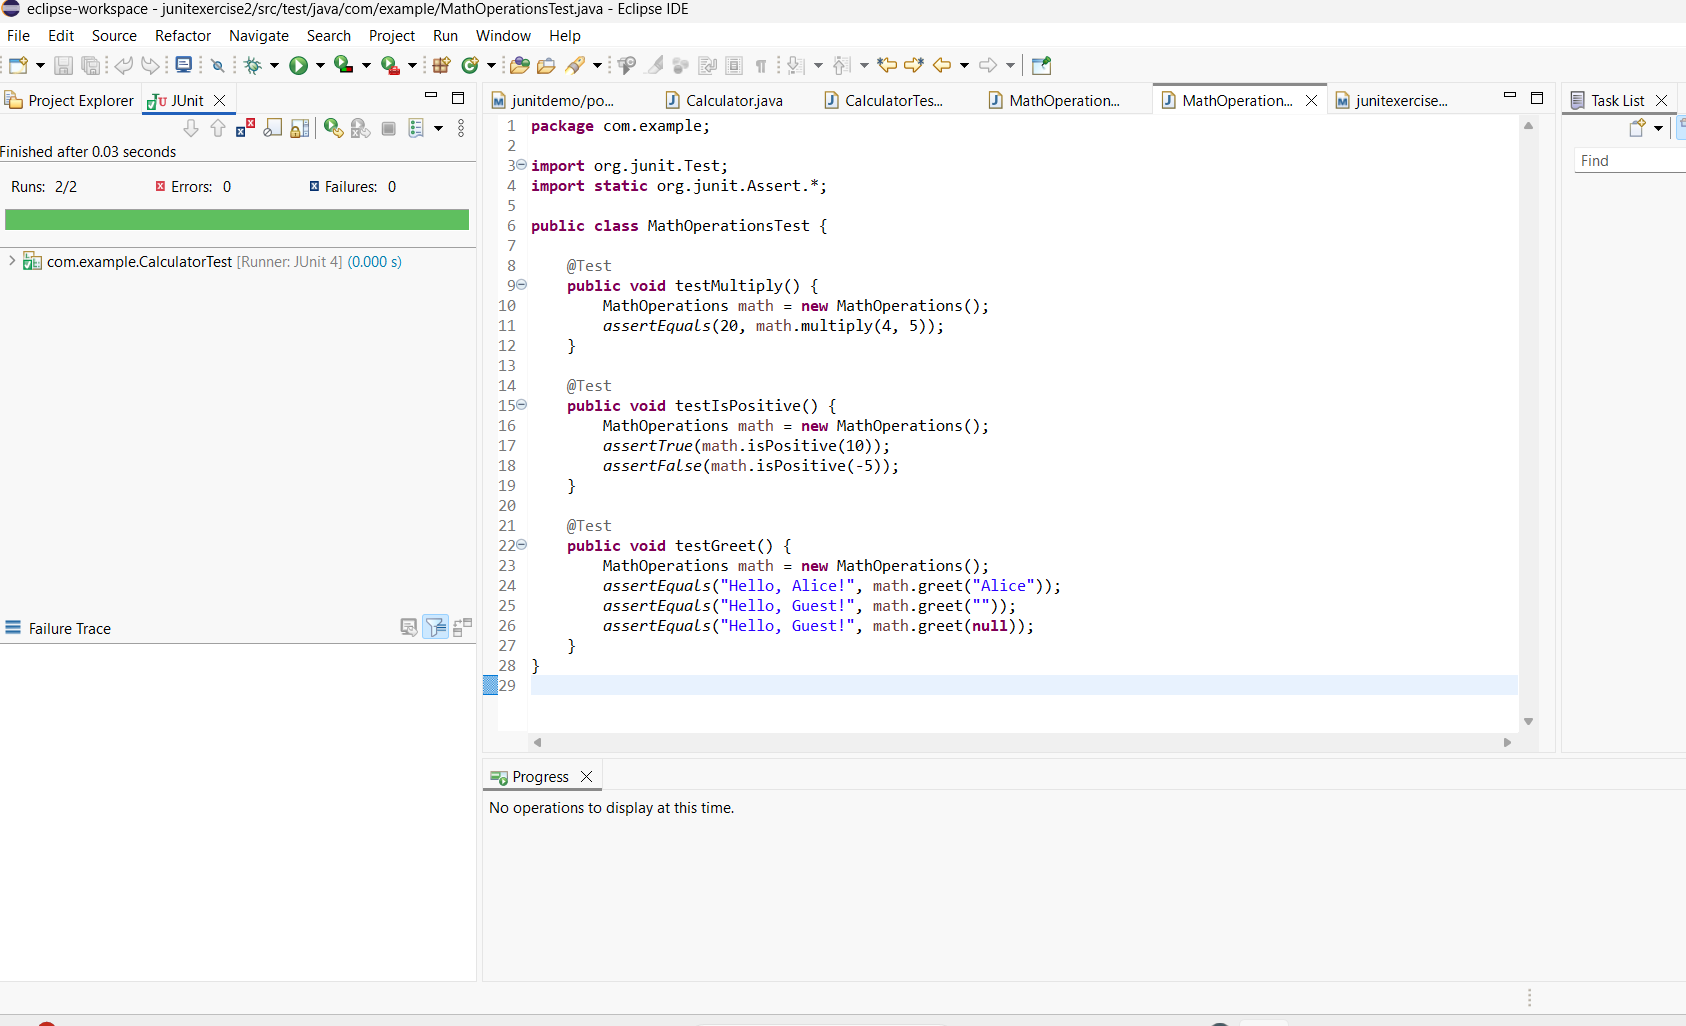 eclipse-workspace - junitexercise2/src/test/java/com/example/MathOperationsTest.java - Eclipse IDE
File Edit Source Refactor Navigate Search Project Run Window Help
Project Explorer JUnit
Finished after 0.03 seconds
Runs: 2/2 Errors: 0 Failures: 0
com.example.CalculatorTest [Runner: JUnit 4] (0.000 s)
Failure Trace
junitdemo/po... Calculator.java CalculatorTes... MathOperation... MathOperation... junitexercise...
1 package com.example;
2
3 import org.junit.Test;
4 import static org.junit.Assert.*;
5
6 public class MathOperationsTest {
7
8     @Test
9     public void testMultiply() {
10         MathOperations math = new MathOperations();
11         assertEquals(20, math.multiply(4, 5));
12     }
13
14     @Test
15     public void testIsPositive() {
16         MathOperations math = new MathOperations();
17         assertTrue(math.isPositive(10));
18         assertFalse(math.isPositive(-5));
19     }
20
21     @Test
22     public void testGreet() {
23         MathOperations math = new MathOperations();
24         assertEquals("Hello, Alice!", math.greet("Alice"));
25         assertEquals("Hello, Guest!", math.greet(""));
26         assertEquals("Hello, Guest!", math.greet(null));
27     }
28 }
29
Task List
Find
Progress
No operations to display at this time.